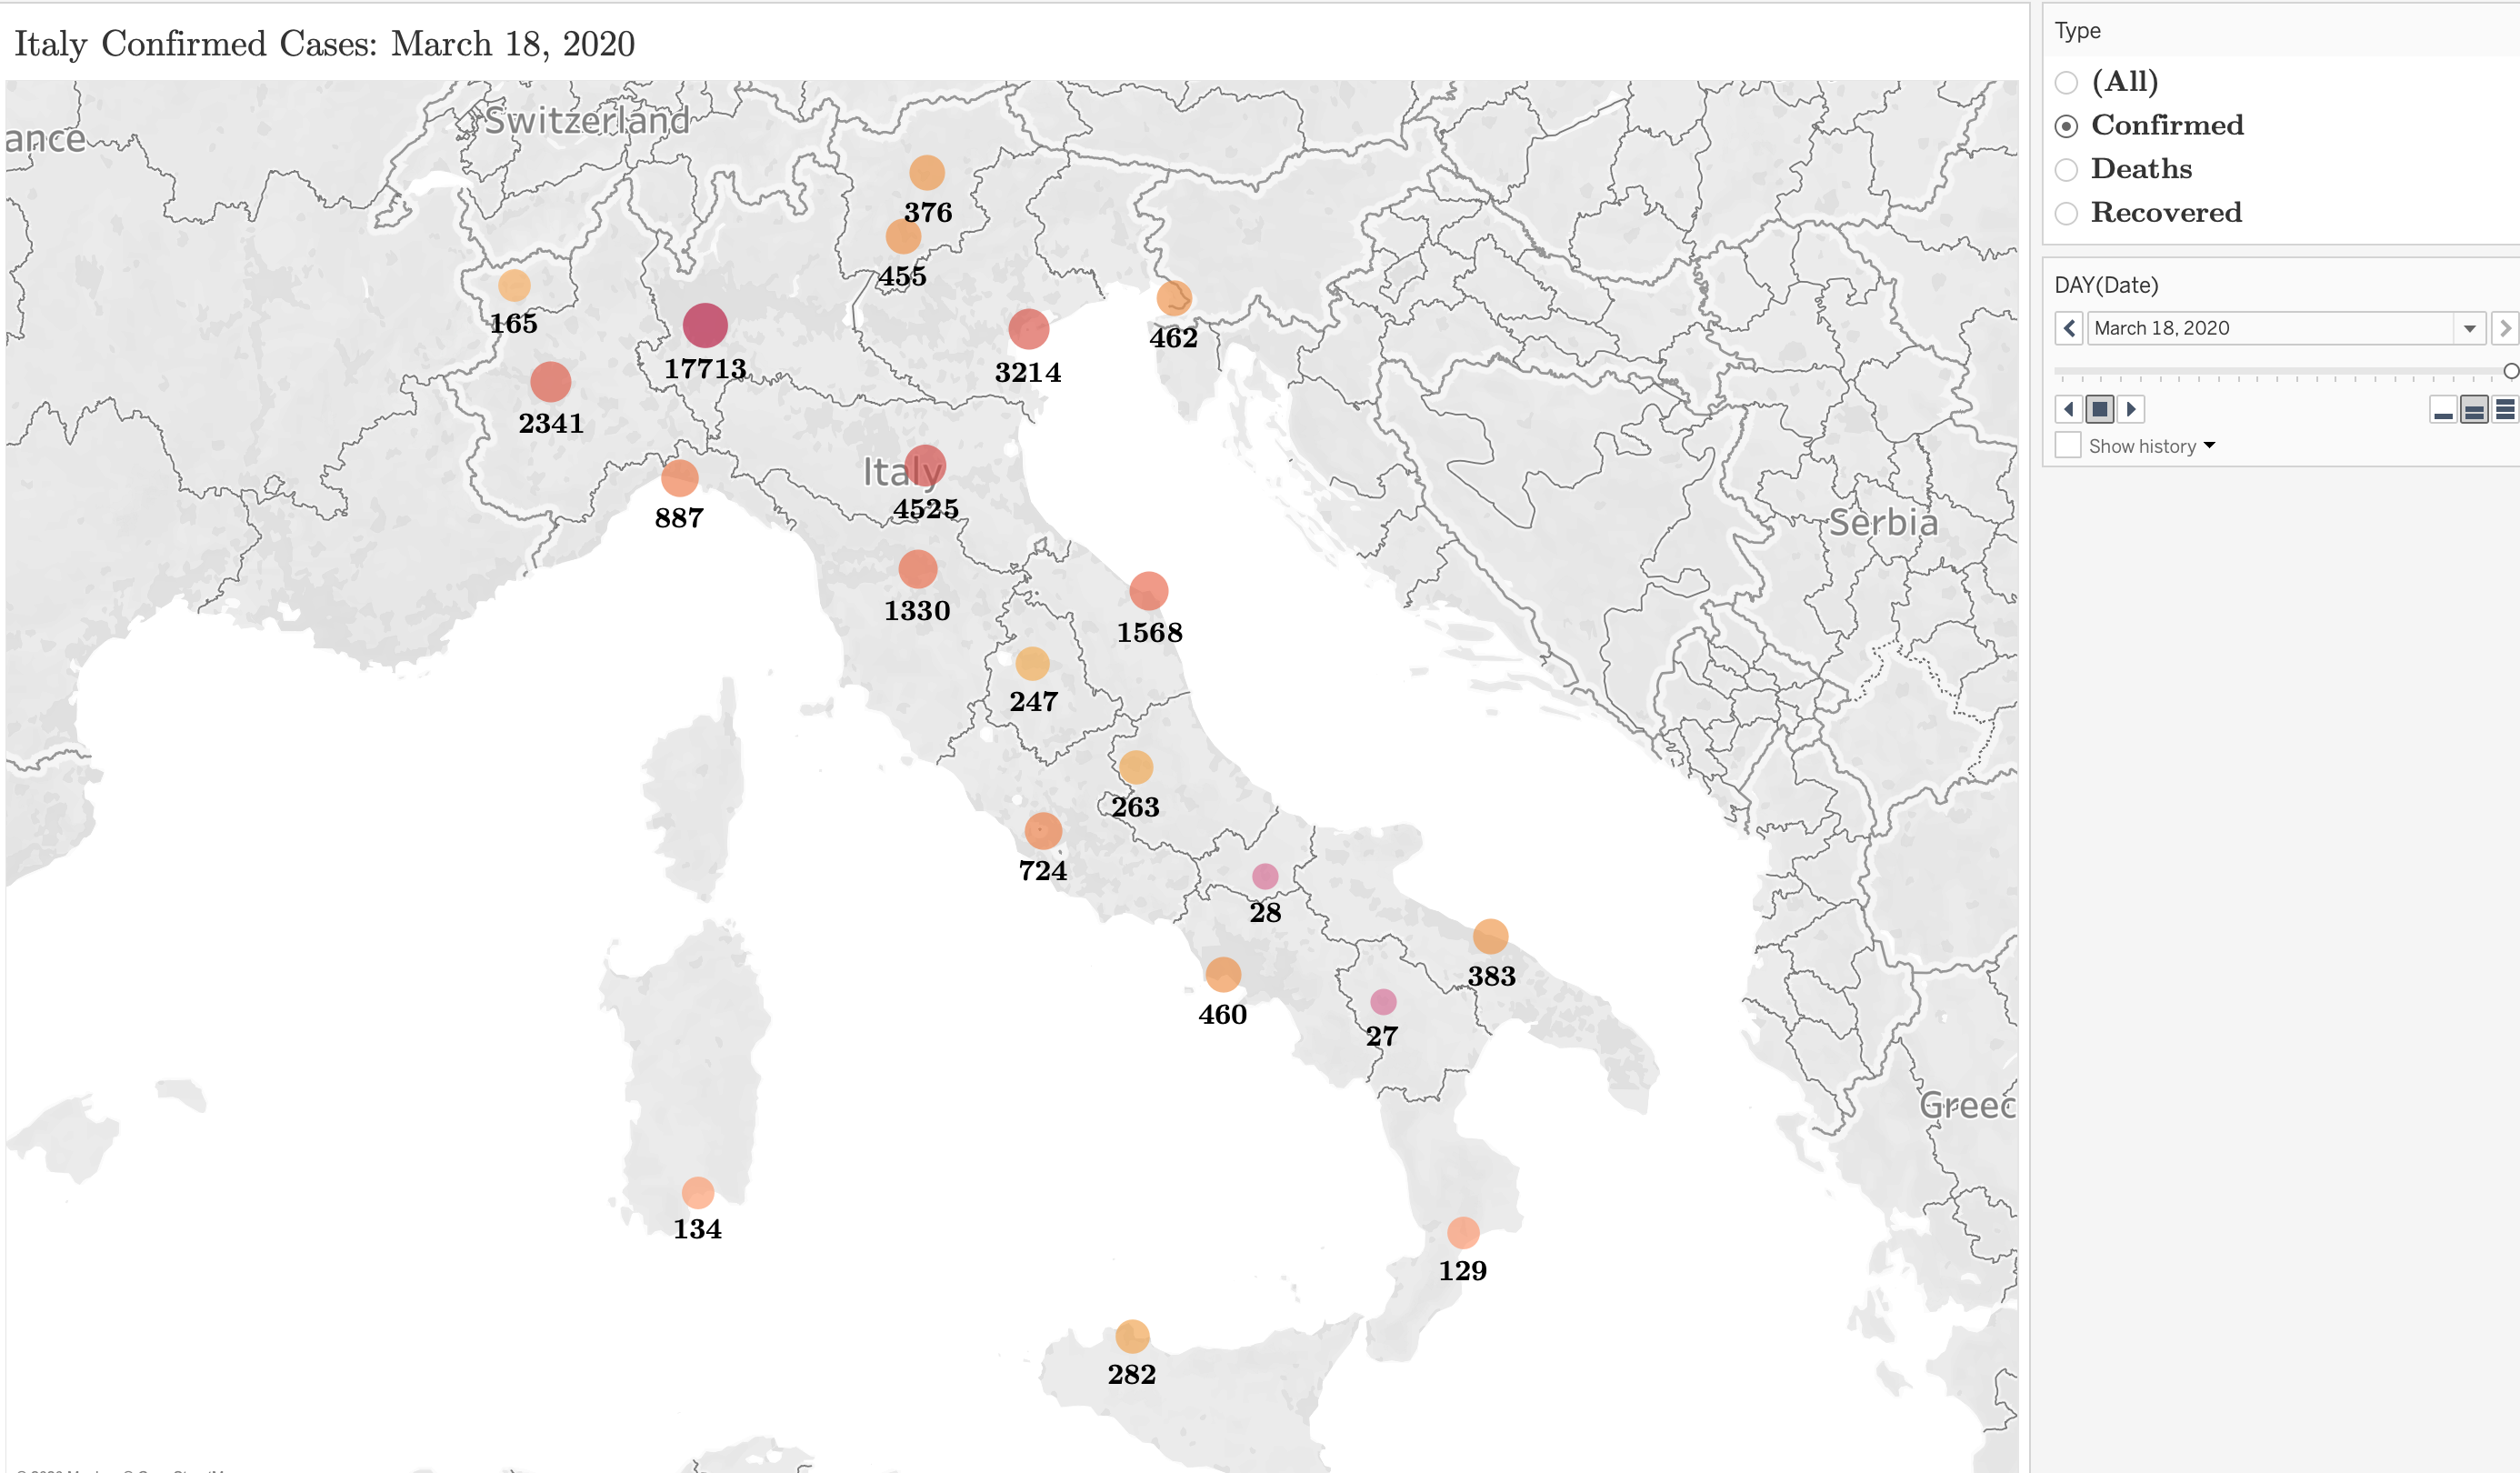 Italy Confirmed Cases: March 18, 2020
Switzerland
ance
376
455
165
462
17713
3214
2341
Italy
4525
887
Serbia
1330
1568
247
263
724
28
383
460
27
Greec
134
129
282
Type
(All)
Confirmed
Deaths
Recovered
DAY(Date)
March 18, 2020
Show history